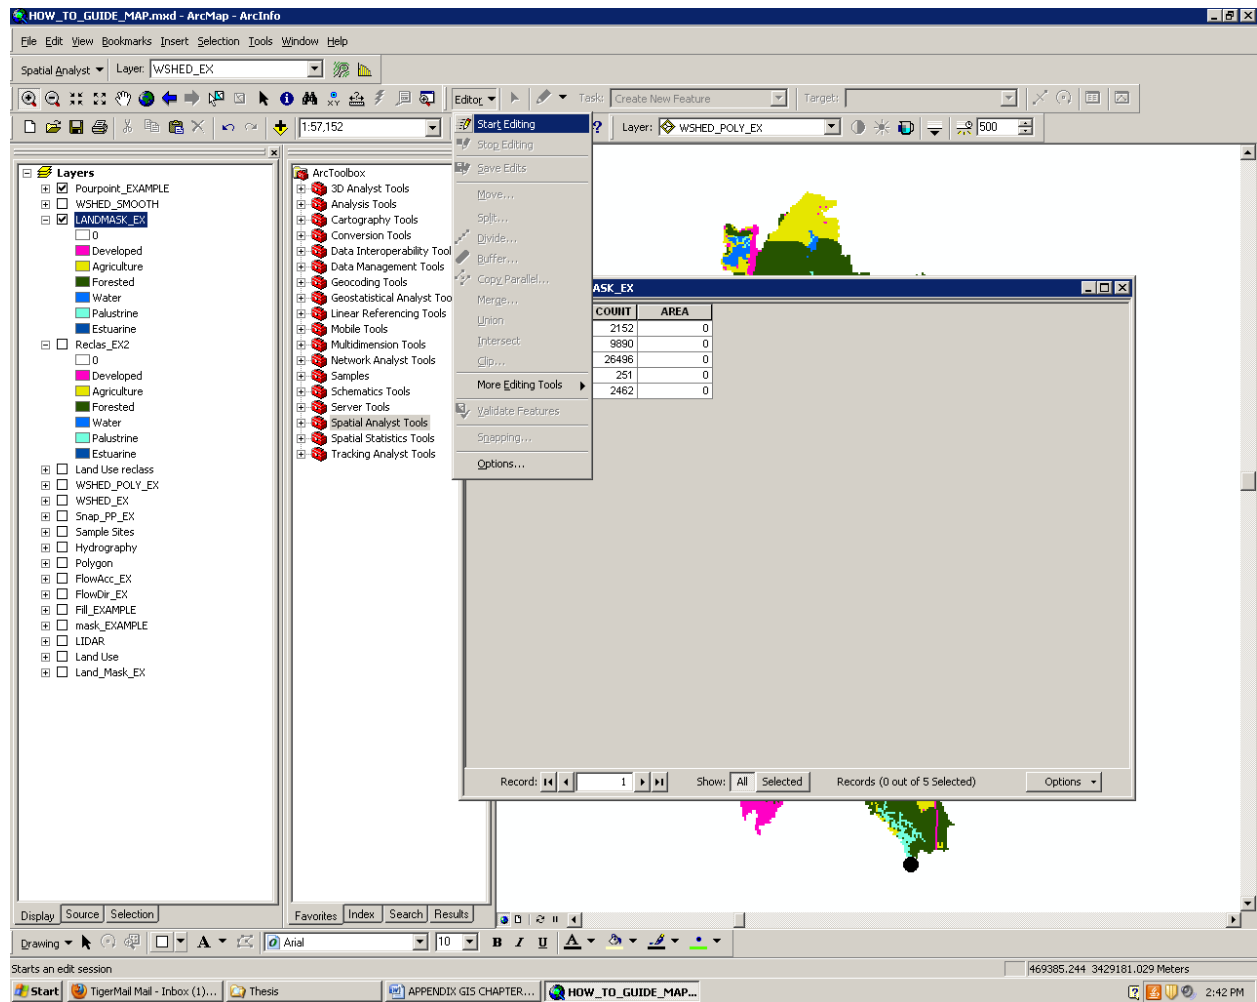 HOW_TO_GUIDE_MAP.mxd - ArcMap - ArcInfo
File Edit View Bookmarks Insert Selection Tools Window Help
Spatial Analyst Layer: WSHED_EX
Editor Task: Create New Feature Target:
1:57,152 ? Layer: WSHED_POLY_EX 500
Layers
Pourpoint_EXAMPLE
WSHED_SMOOTH
LANDMASK_EX
0
Developed
Agriculture
Forested
Water
Palustrine
Estuarine
Reclas_EX2
0
Developed
Agriculture
Forested
Water
Palustrine
Estuarine
Land Use reclass
WSHED_POLY_EX
WSHED_EX
Snap_PP_EX
Sample Sites
Hydrography
Polygon
FlowAcc_EX
FlowDir_EX
Fill_EXAMPLE
mask_EXAMPLE
LIDAR
Land Use
Land_Mask_EX
Display Source Selection
ArcToolbox
3D Analyst Tools
Analysis Tools
Cartography Tools
Conversion Tools
Data Interoperability Tool
Data Management Tools
Geocoding Tools
Geostatistical Analyst Too
Linear Referencing Tools
Mobile Tools
Multidimension Tools
Network Analyst Tools
Samples
Schematics Tools
Server Tools
Spatial Analyst Tools
Spatial Statistics Tools
Tracking Analyst Tools
Favorites Index Search Results
Start Editing
Stop Editing
Save Edits
Move...
Split...
Divide...
Buffer...
Copy Parallel...
Merge...
Union
Intersect
Clip...
More Editing Tools
Validate Features
Snapping...
Options...
ASK_EX
COUNT AREA
2152 0
9890 0
26496 0
251 0
2462 0
Record: 1 Show: All Selected Records (0 out of 5 Selected) Options
Drawing A Arial 10 B I U A
Starts an edit session 469385.244 3429181.029 Meters
Start TigerMail Mail - Inbox (1)... Thesis APPENDIX GIS CHAPTER... HOW_TO_GUIDE_MAP... 2:42 PM